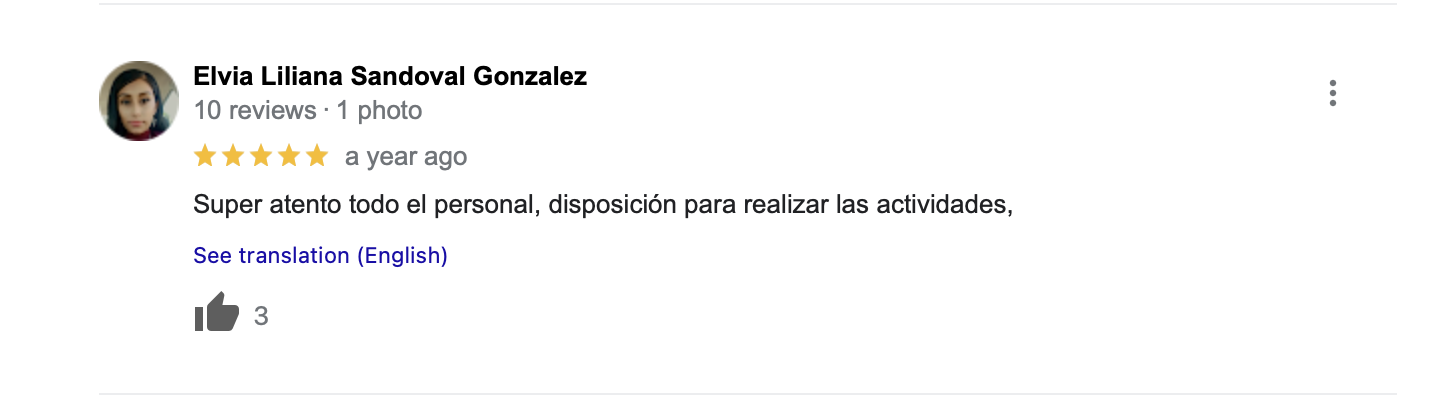 Elvia Liliana Sandoval Gonzalez
10 reviews · 1 photo
a year ago
Super atento todo el personal, disposición para realizar las actividades,
See translation (English)
3